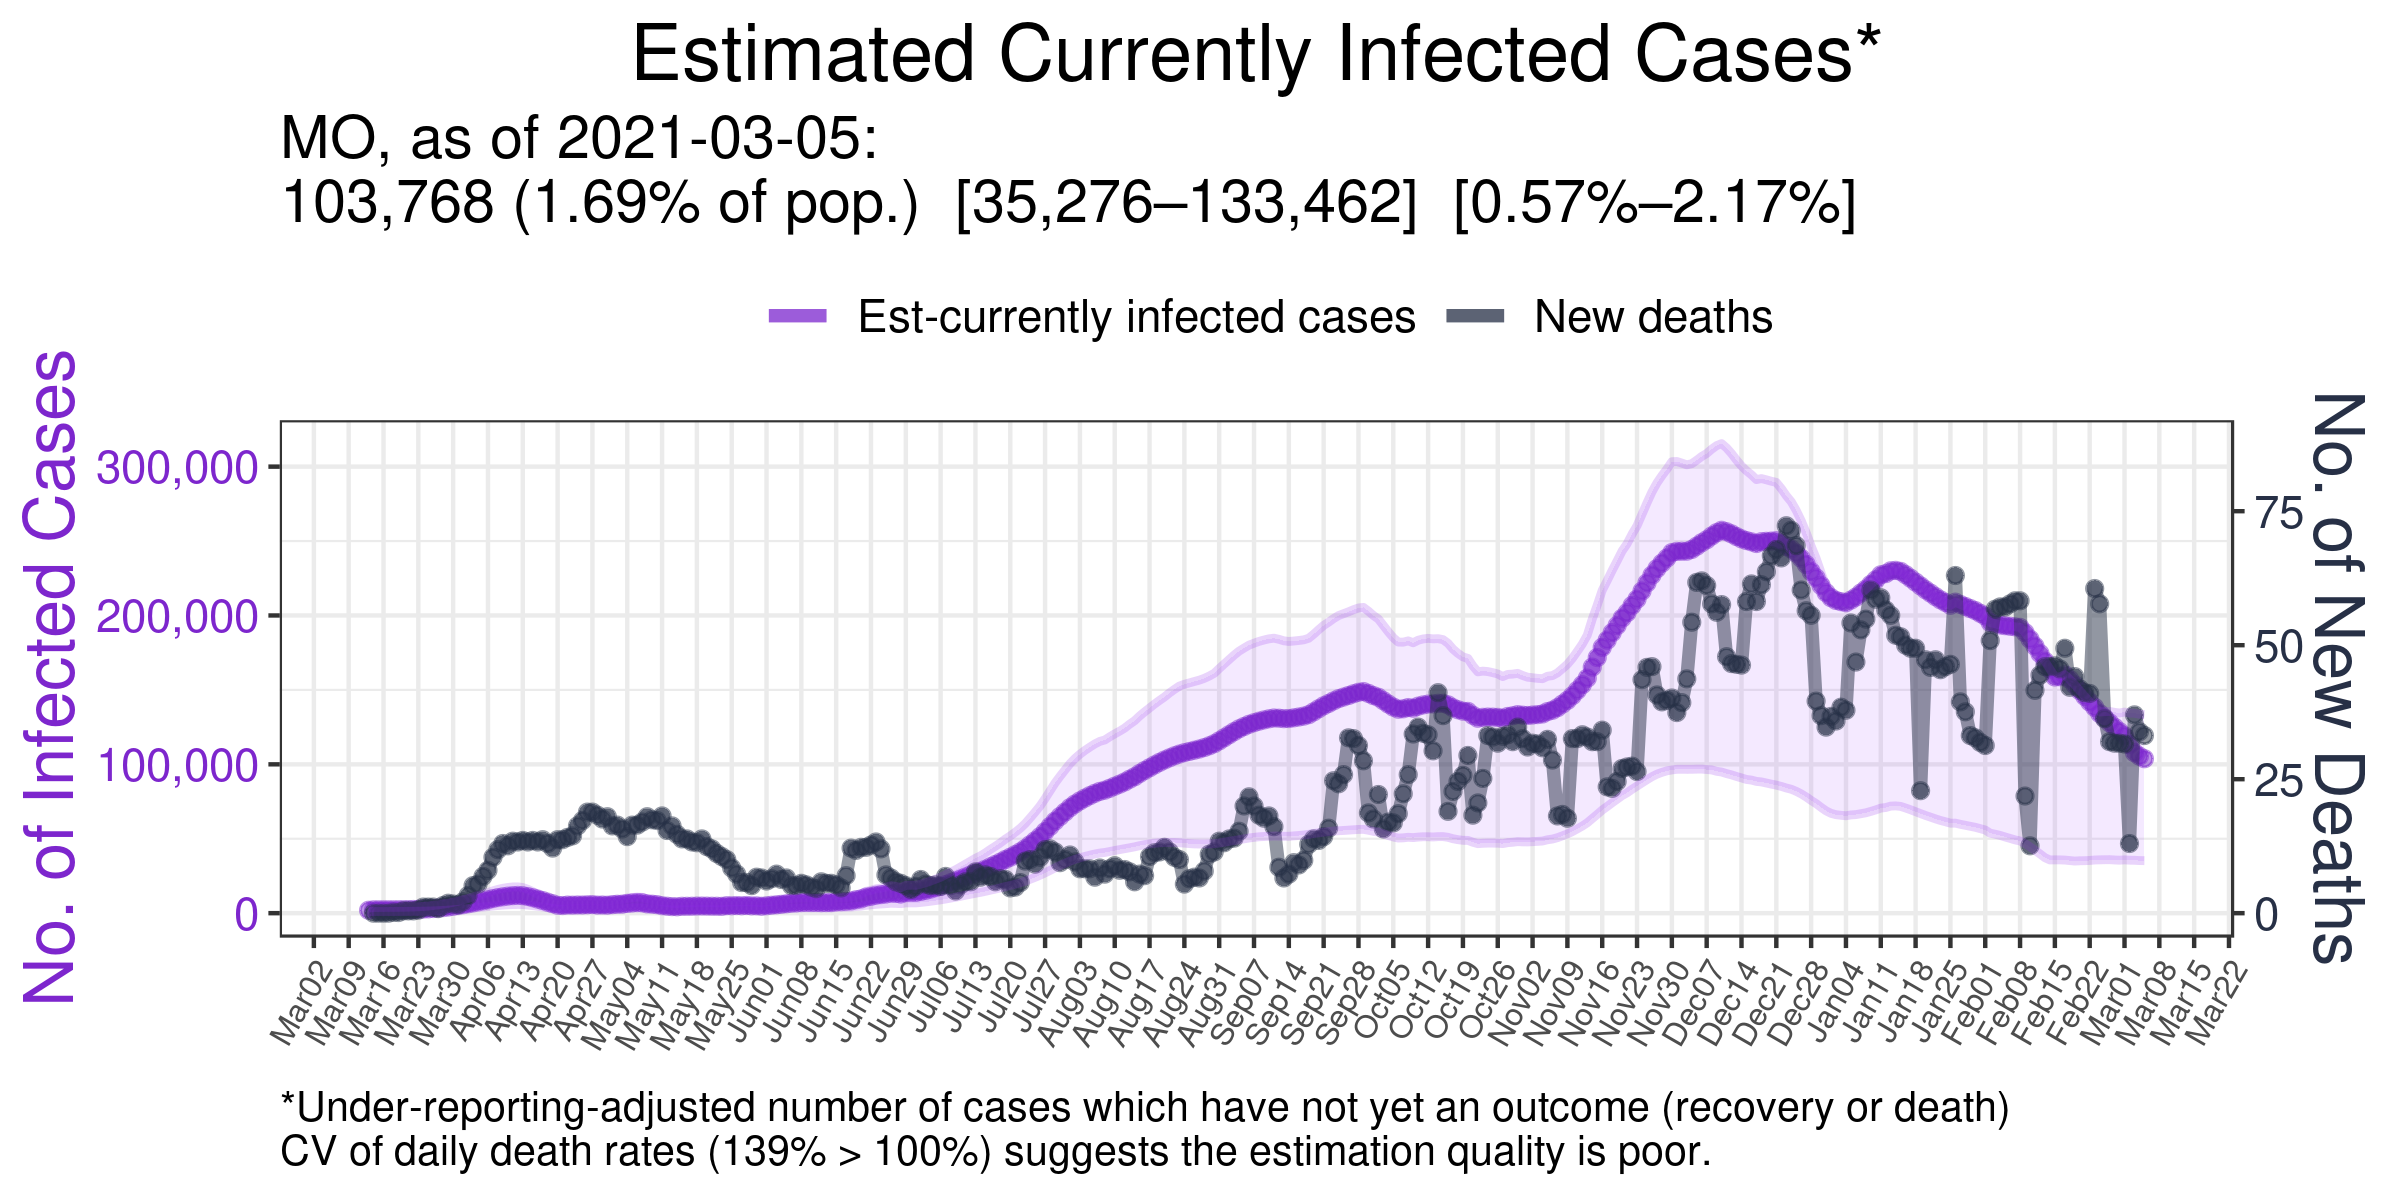 Estimated Currently Infected Cases*
MO, as of 2021-03-05:
103,768 (1.69% of pop.)  [35,276–133,462]  [0.57%–2.17%]
Est-currently infected cases
New deaths
No. of Infected Cases
300,000
200,000
100,000
0
75
50
25
0
No. of New Deaths
Mar02
Mar09
Mar16
Mar23
Mar30
Apr06
Apr13
Apr20
Apr27
May04
May11
May18
May25
Jun01
Jun08
Jun15
Jun22
Jun29
Jul06
Jul13
Jul20
Jul27
Aug03
Aug10
Aug17
Aug24
Aug31
Sep07
Sep14
Sep21
Sep28
Oct05
Oct12
Oct19
Oct26
Nov02
Nov09
Nov16
Nov23
Nov30
Dec07
Dec14
Dec21
Dec28
Jan04
Jan11
Jan18
Jan25
Feb01
Feb08
Feb15
Feb22
Mar01
Mar08
Mar15
Mar22
*Under-reporting-adjusted number of cases which have not yet an outcome (recovery or death)
CV of daily death rates (139% > 100%) suggests the estimation quality is poor.